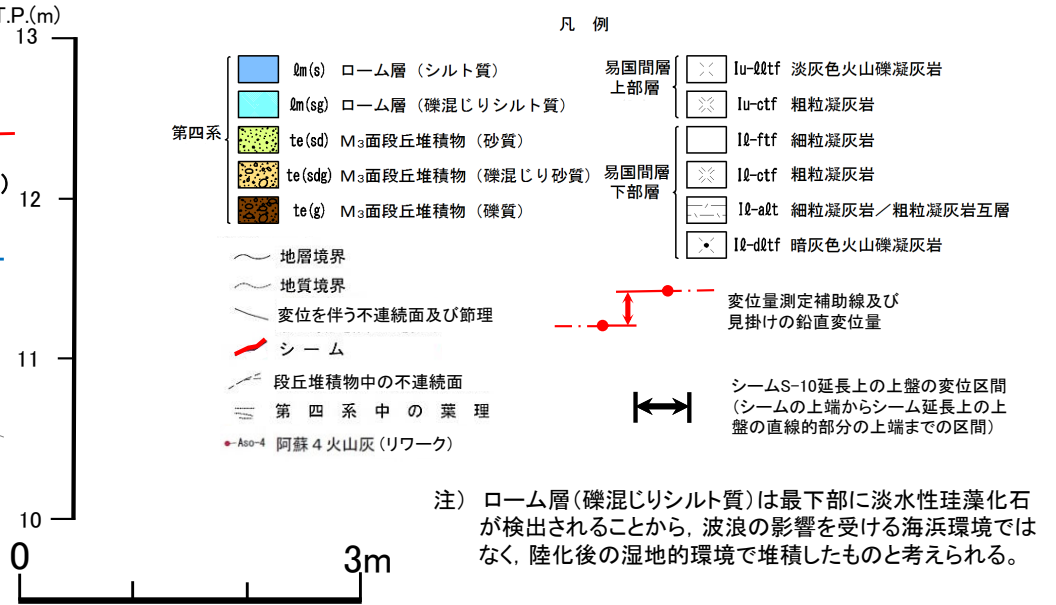 T.P.(m)
13
12
11
10
)
0
3m
凡 例
第四系
ℓm(s) ローム層 (シルト質)
ℓm(sg) ローム層 (礫混じりシルト質)
te(sd) M₃面段丘堆積物 (砂質)
te(sdg) M₃面段丘堆積物 (礫混じり砂質)
te(g) M₃面段丘堆積物 (礫質)
易国間層
上部層
Iu-ℓℓtf 淡灰色火山礫凝灰岩
Iu-ctf 粗粒凝灰岩
易国間層
下部層
Iℓ-ftf 細粒凝灰岩
Iℓ-ctf 粗粒凝灰岩
Iℓ-aℓt 細粒凝灰岩/粗粒凝灰岩互層
Iℓ-dℓtf 暗灰色火山礫凝灰岩
地層境界
地質境界
変位を伴う不連続面及び節理
シ ー ム
段丘堆積物中の不連続面
第 四 系 中 の 葉 理
Aso-4 阿蘇4火山灰(リワーク)
変位量測定補助線及び
見掛けの鉛直変位量
シームS-10延長上の上盤の変位区間
(シームの上端からシーム延長上の上
盤の直線的部分の上端までの区間)
注) ローム層(礫混じりシルト質)は最下部に淡水性珪藻化石
が検出されることから, 波浪の影響を受ける海浜環境では
なく, 陸化後の湿地的環境で堆積したものと考えられる。